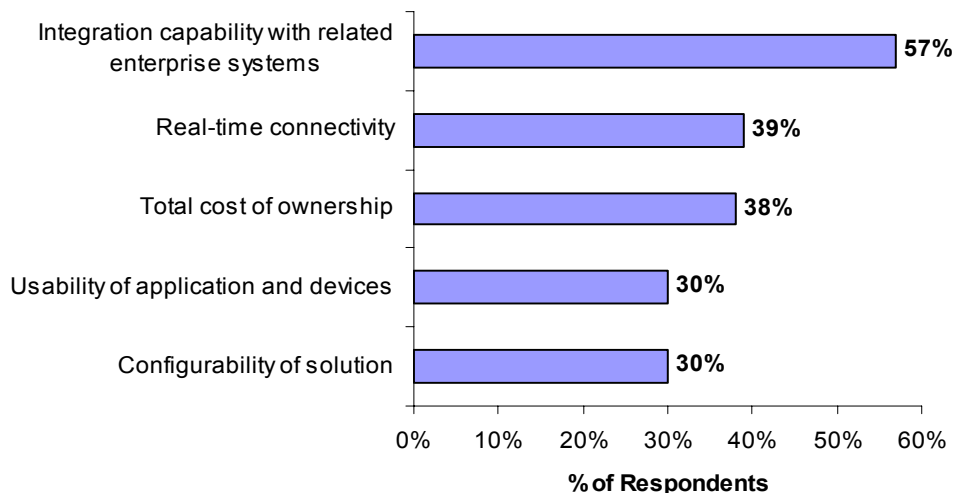 Integration capability with related
enterprise systems
57%
Real-time connectivity
39%
Total cost of ownership
38%
Usability of application and devices
30%
Configurability of solution
30%
0% 10% 20% 30% 40% 50% 60%
% of Respondents